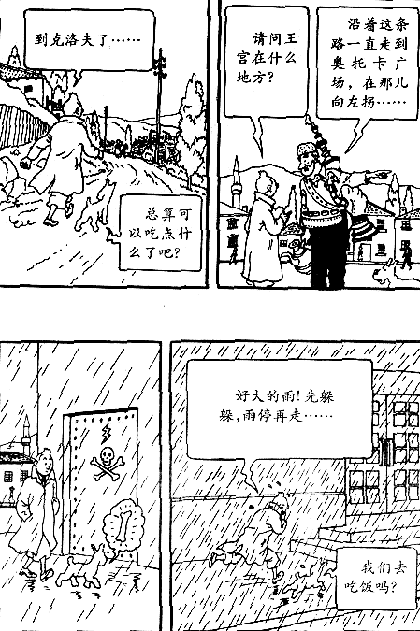 到克洛夫了……
总算可
以吃点什
么了吧?
请问王
宫在什么
地方?
沿着这条
路一直走到
奥托卡广
场,在那儿
向左拐……
好大的雨!先躲
躲,雨停再走……
我们去
吃饭吗?